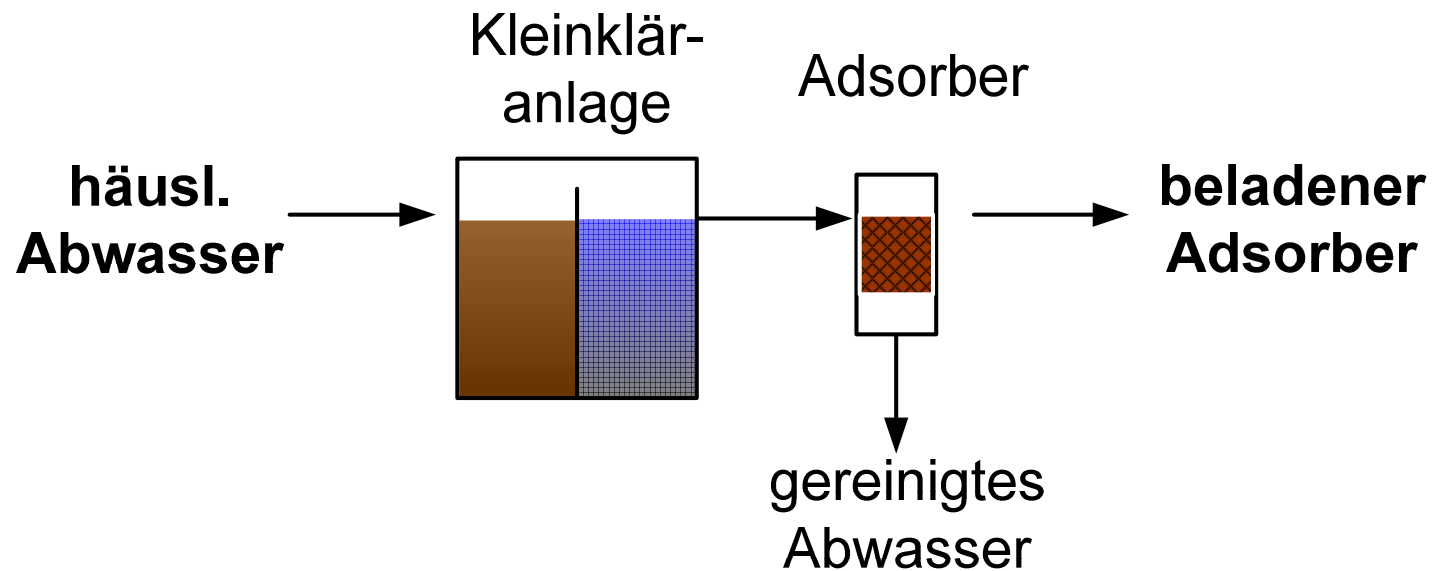 Kleinklär-
anlage
Adsorber
häusl.
Abwasser
beladener
Adsorber
gereinigtes
Abwasser